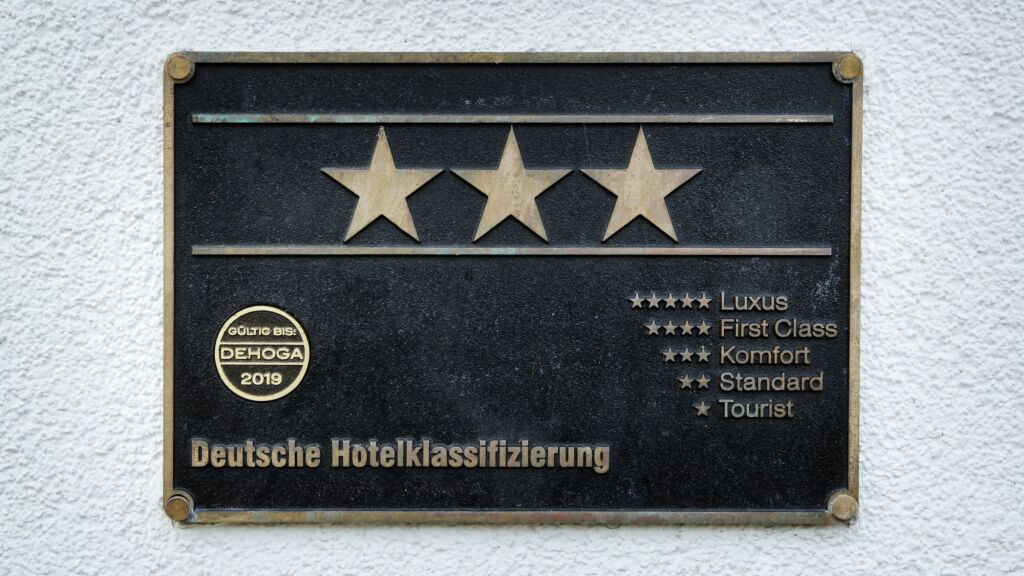 ★★★
★★★★★ Luxus
★★★★ First Class
★★★ Komfort
★★ Standard
★ Tourist
GÜLTIG BIS:
DEHOGA
2019
Deutsche Hotelklassifizierung